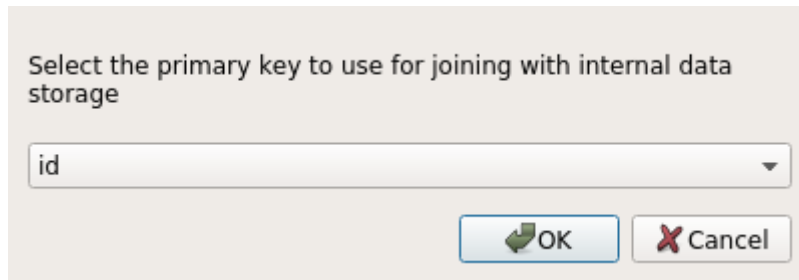 Select the primary key to use for joining with internal data
storage
id
OK
Cancel